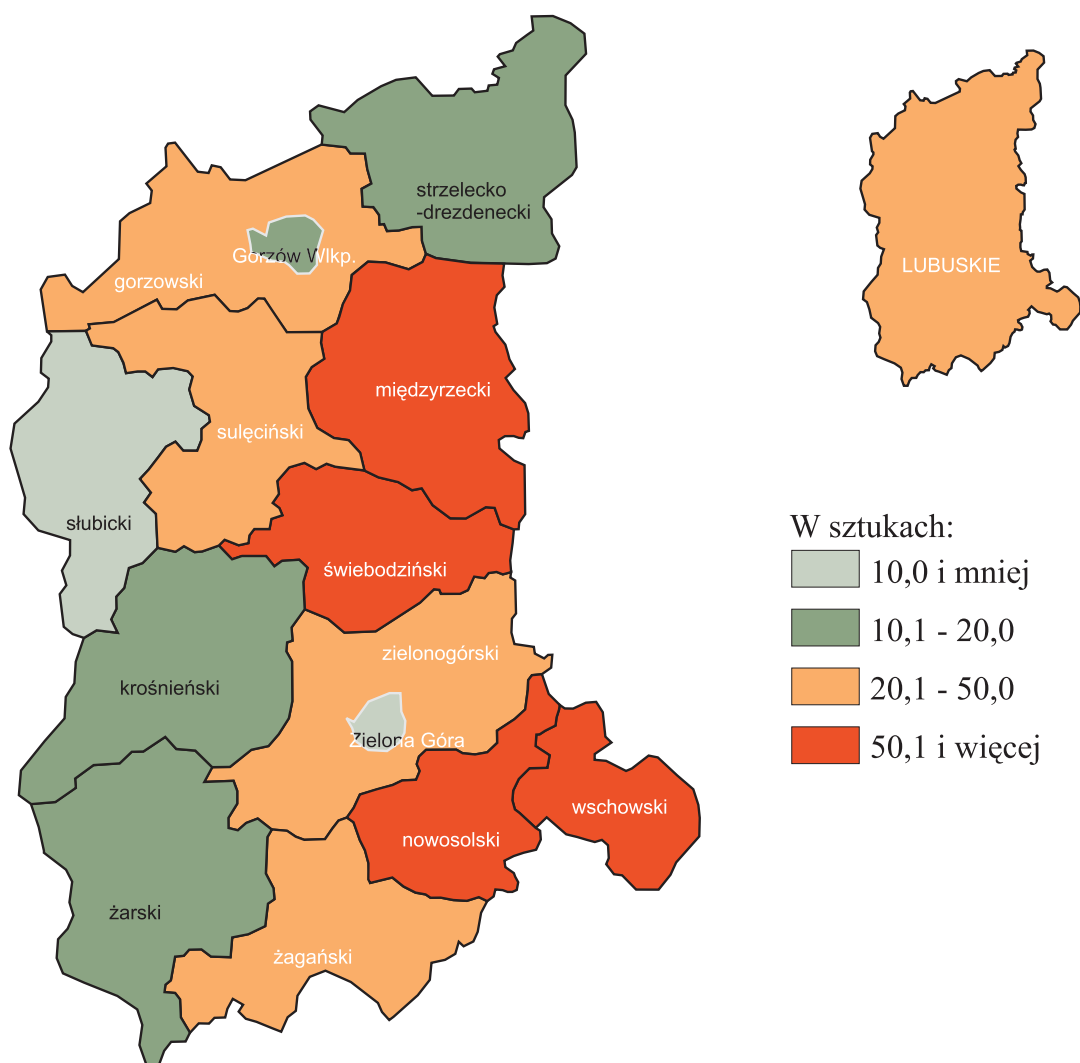 strzelecko
-drezdenecki
Gorzów Wlkp.
gorzowski
LUBUSKIE
międzyrzecki
sulęciński
słubicki
świebodziński
zielonogórski
krośnieński
Zielona Góra
wschowski
nowosolski
żarski
żagański
W sztukach:
10,0 i mniej
10,1 - 20,0
20,1 - 50,0
50,1 i więcej